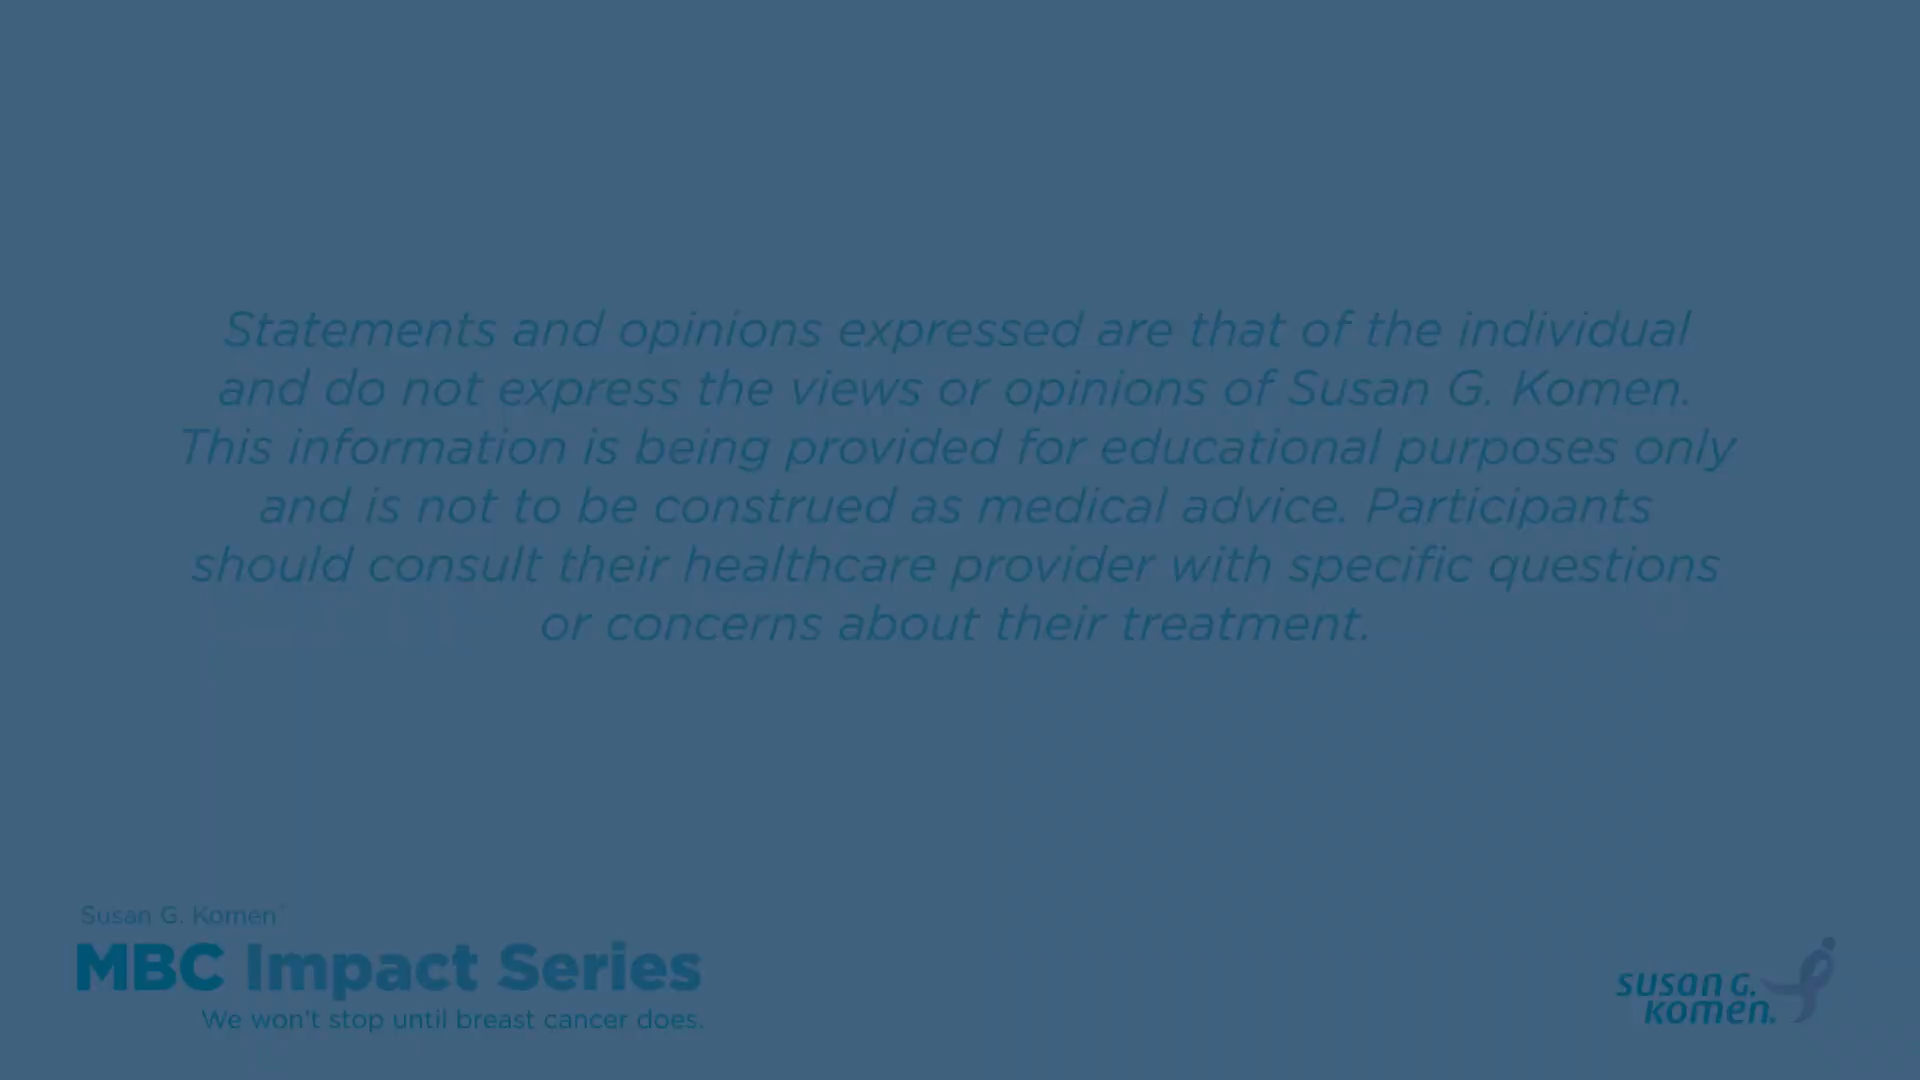 Statements and opinions expressed are that of the individual
and do not express the views or opinions of Susan G. Komen.
This information is being provided for educational purposes only
and is not to be construed as medical advice. Participants
should consult their healthcare provider with specific questions
or concerns about their treatment.
Susan G. Komen
MBC Impact Series
We won't stop until breast cancer does.
susan G.
komen.